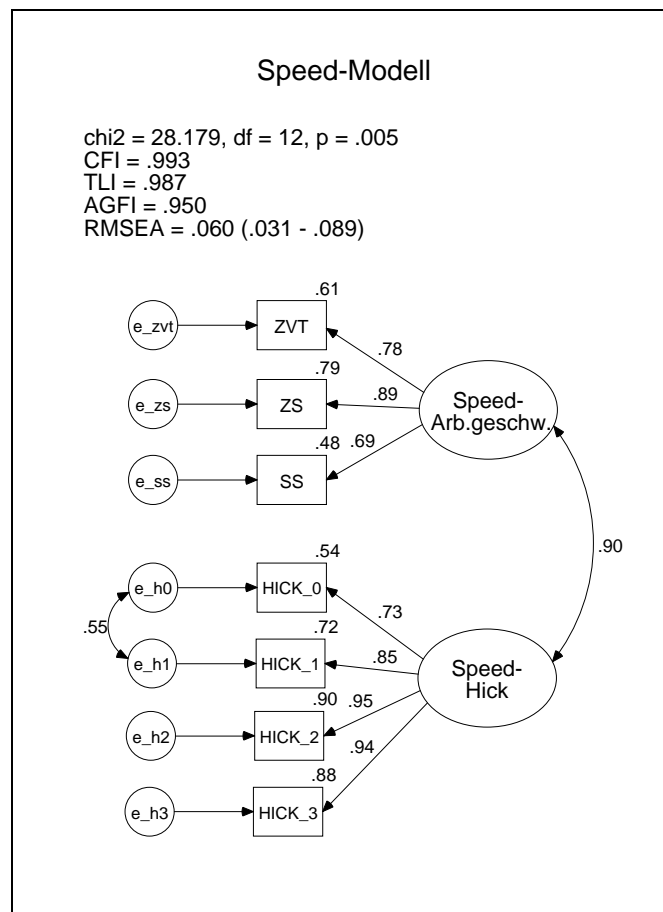 Speed-Modell
chi2 = 28.179, df = 12, p = .005
CFI = .993
TLI = .987
AGFI = .950
RMSEA = .060 (.031 - .089)
.61
e_zvt
ZVT
.78
.79
e_zs
ZS
.89
Speed-
Arb.geschw.
.48
.69
e_ss
SS
.90
.54
e_h0
HICK_0
.73
.55
.72
e_h1
HICK_1
.85
Speed-
Hick
.90
.95
e_h2
HICK_2
.94
.88
e_h3
HICK_3